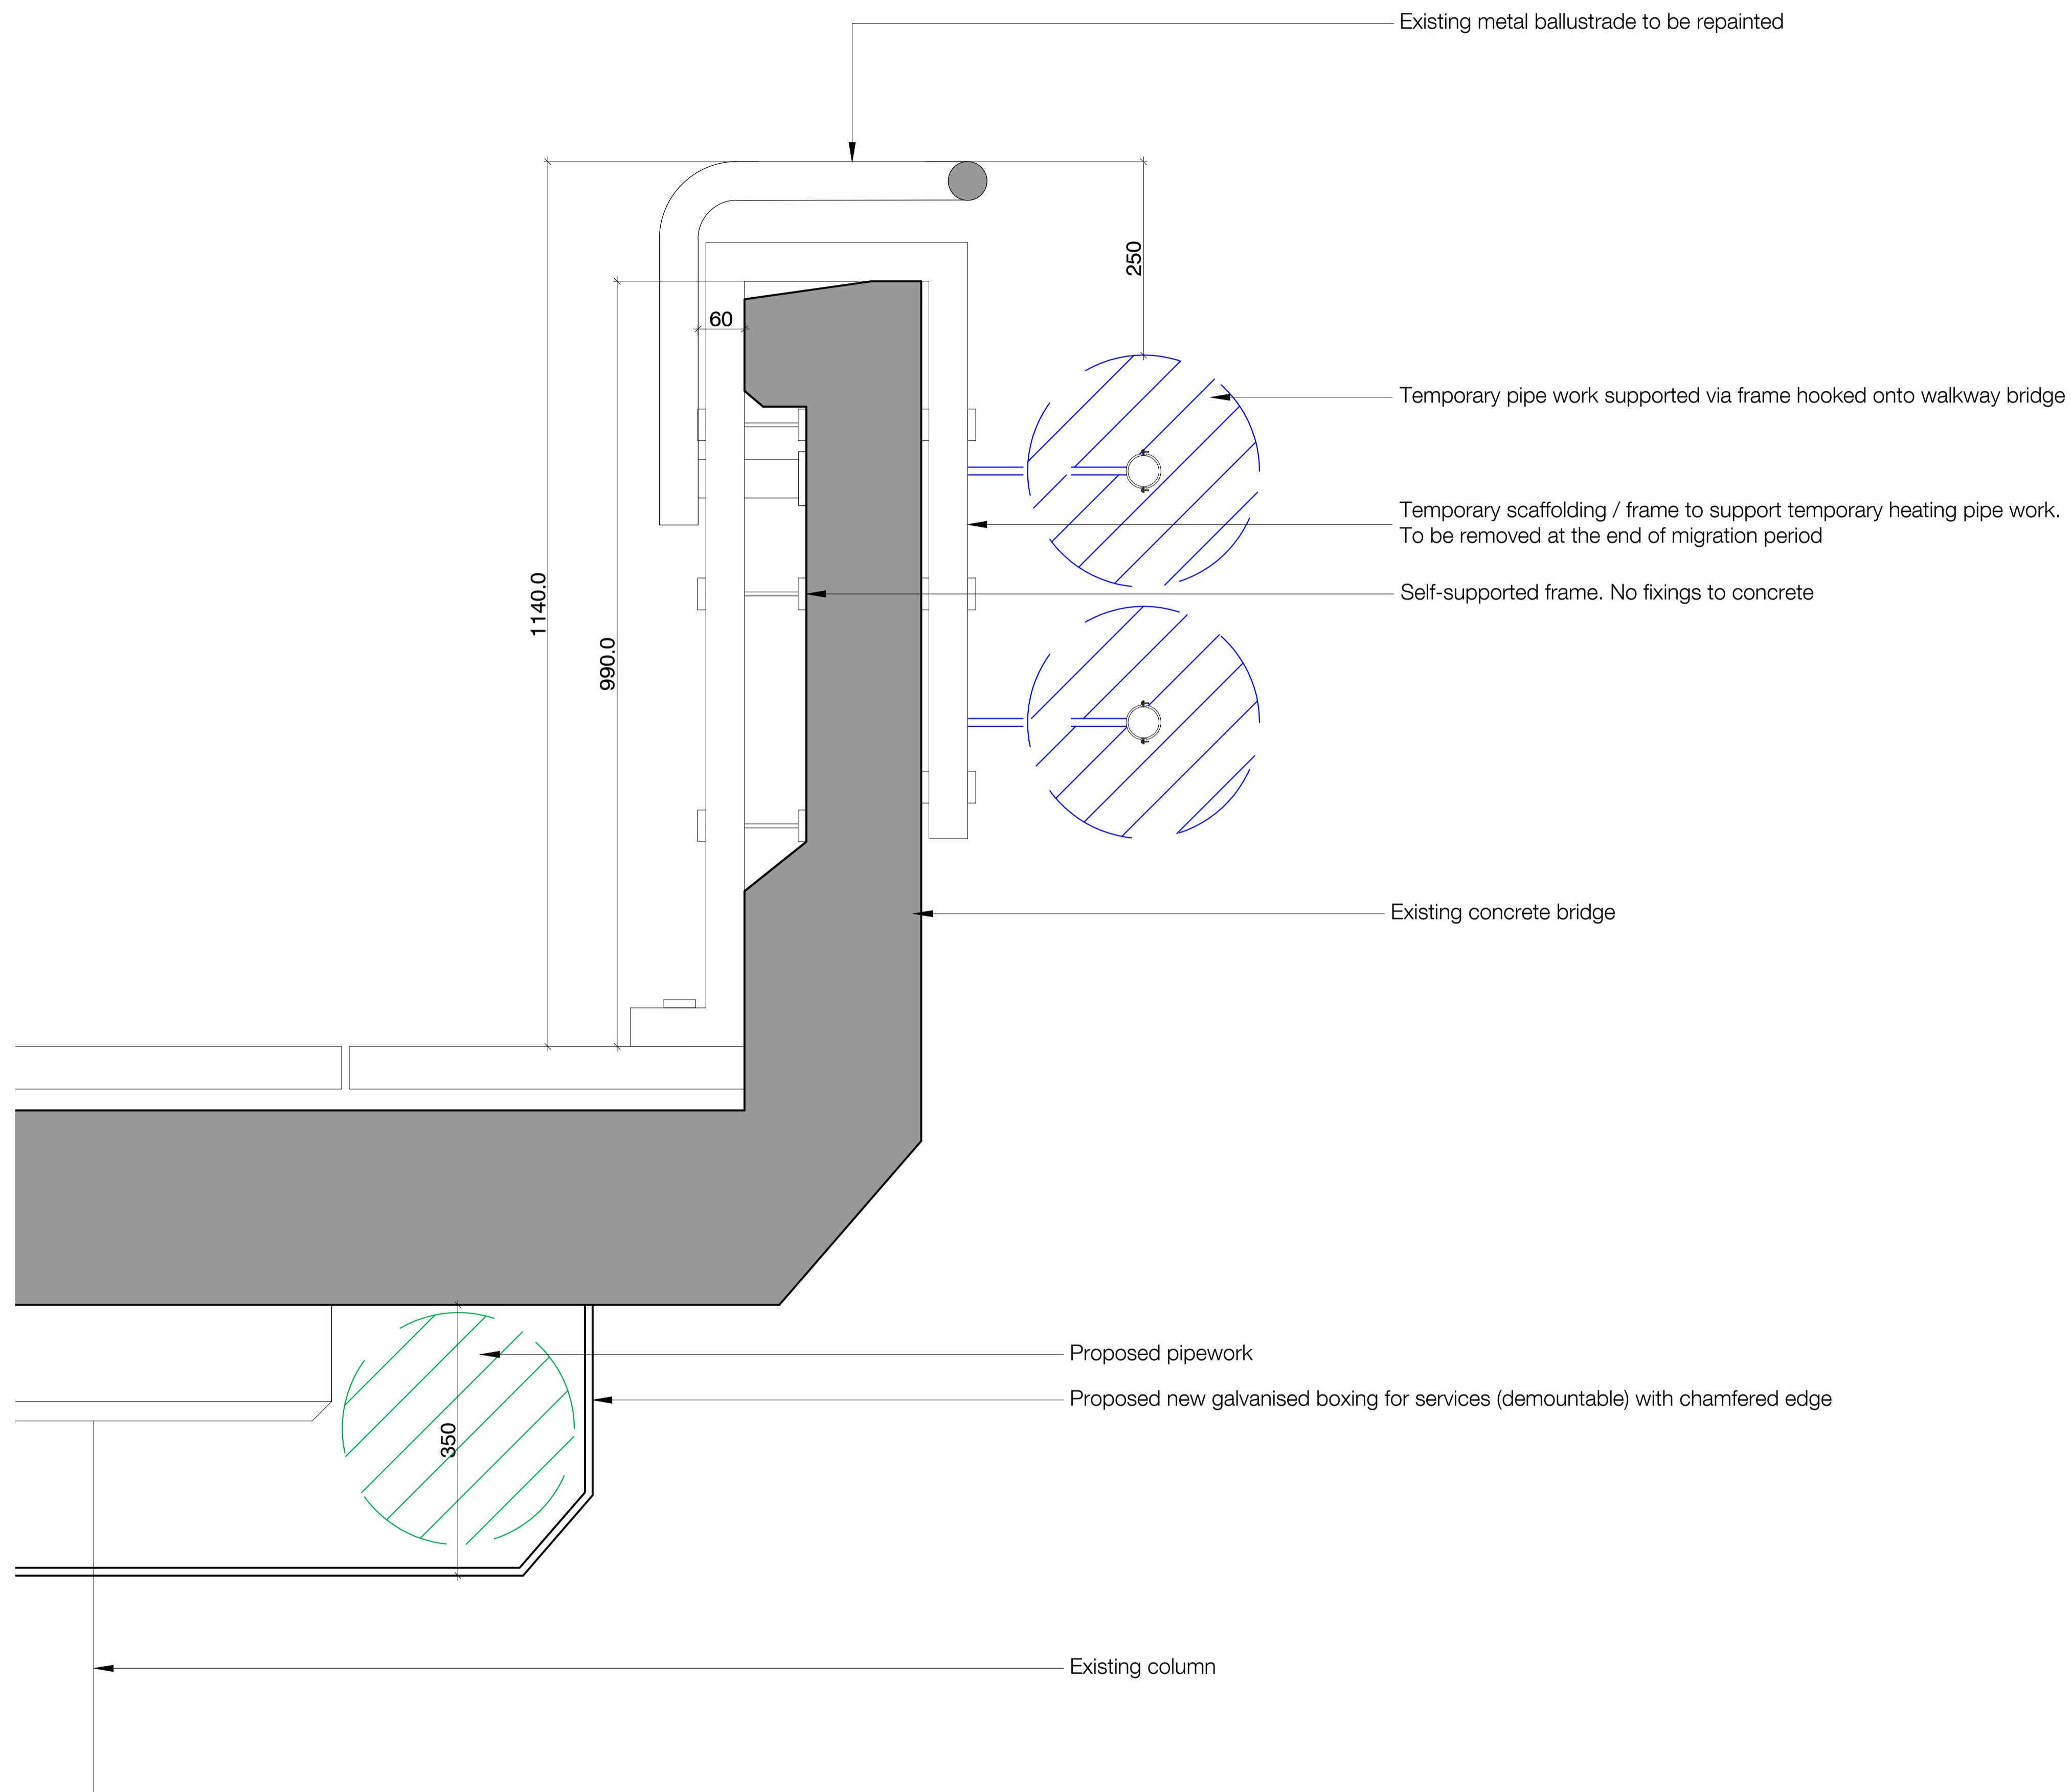 Existing metal ballustrade to be repainted
250
60
Temporary pipe work supported via frame hooked onto walkway bridge
Temporary scaffolding / frame to support temporary heating pipe work.
To be removed at the end of migration period
Self-supported frame. No fixings to concrete
1140.0
990.0
Existing concrete bridge
Proposed pipework
Proposed new galvanised boxing for services (demountable) with chamfered edge
350
Existing column